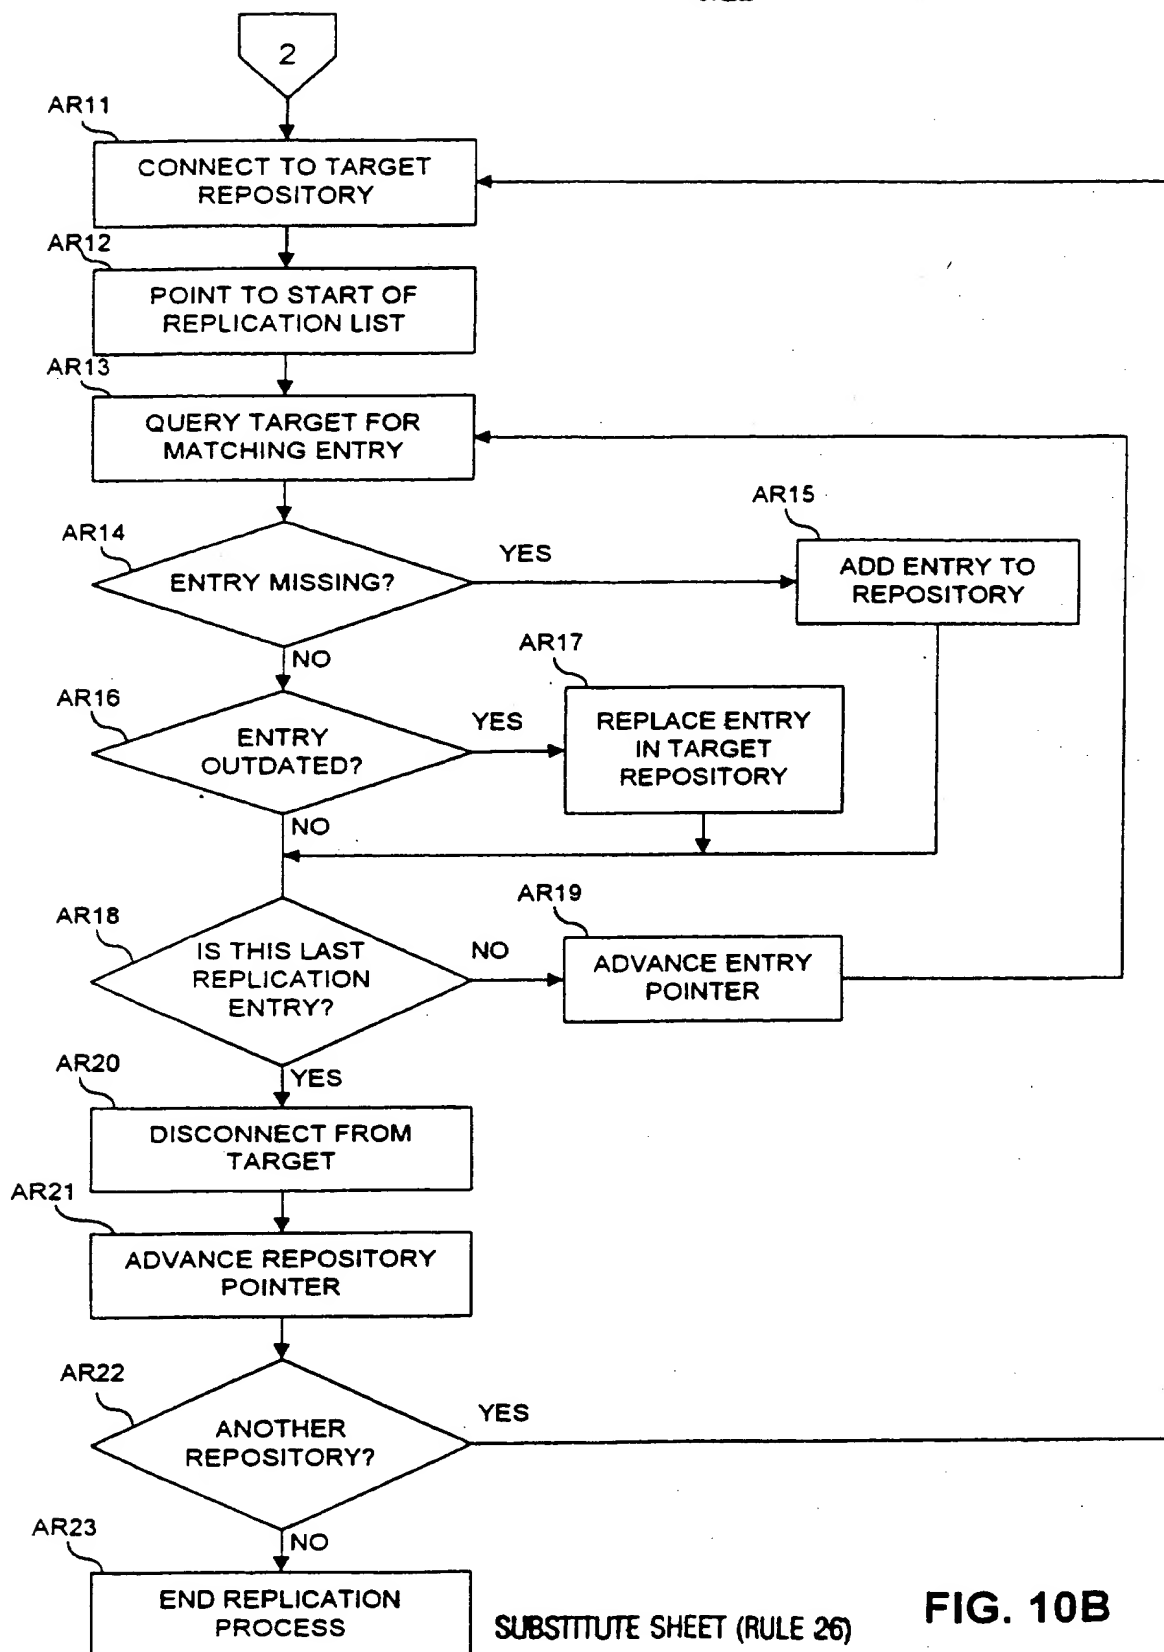 2
AR11
CONNECT TO TARGET
REPOSITORY
AR12
POINT TO START OF
REPLICATION LIST
AR13
QUERY TARGET FOR
MATCHING ENTRY
AR14
ENTRY MISSING?
YES
AR15
ADD ENTRY TO
REPOSITORY
NO
AR16
ENTRY
OUTDATED?
YES
AR17
REPLACE ENTRY
IN TARGET
REPOSITORY
NO
AR18
IS THIS LAST
REPLICATION
ENTRY?
NO
AR19
ADVANCE ENTRY
POINTER
YES
AR20
DISCONNECT FROM
TARGET
AR21
ADVANCE REPOSITORY
POINTER
AR22
ANOTHER
REPOSITORY?
YES
NO
AR23
END REPLICATION
PROCESS
SUBSTITUTE SHEET (RULE 26)
FIG. 10B